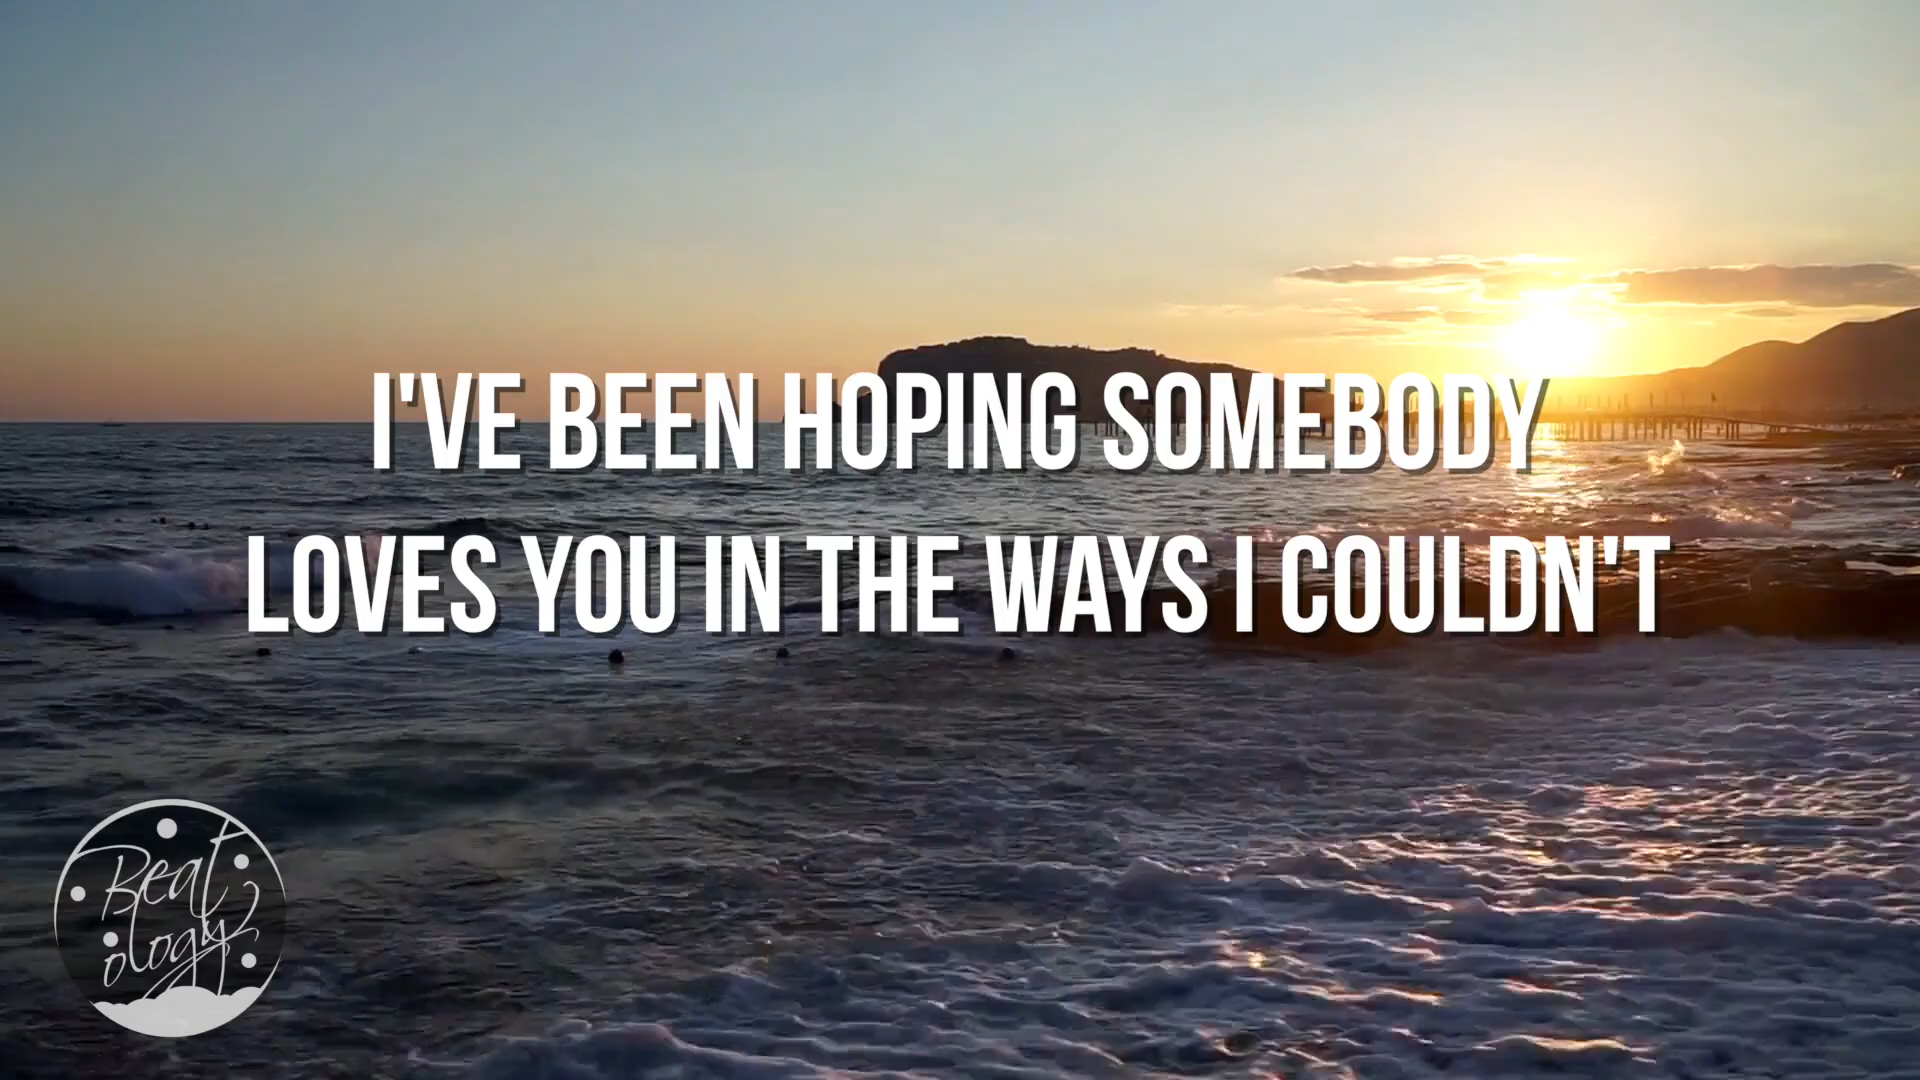 I'VE BEEN HOPING SOMEBODY
LOVES YOU IN THE WAYS I COULDN'T
Beat
ology